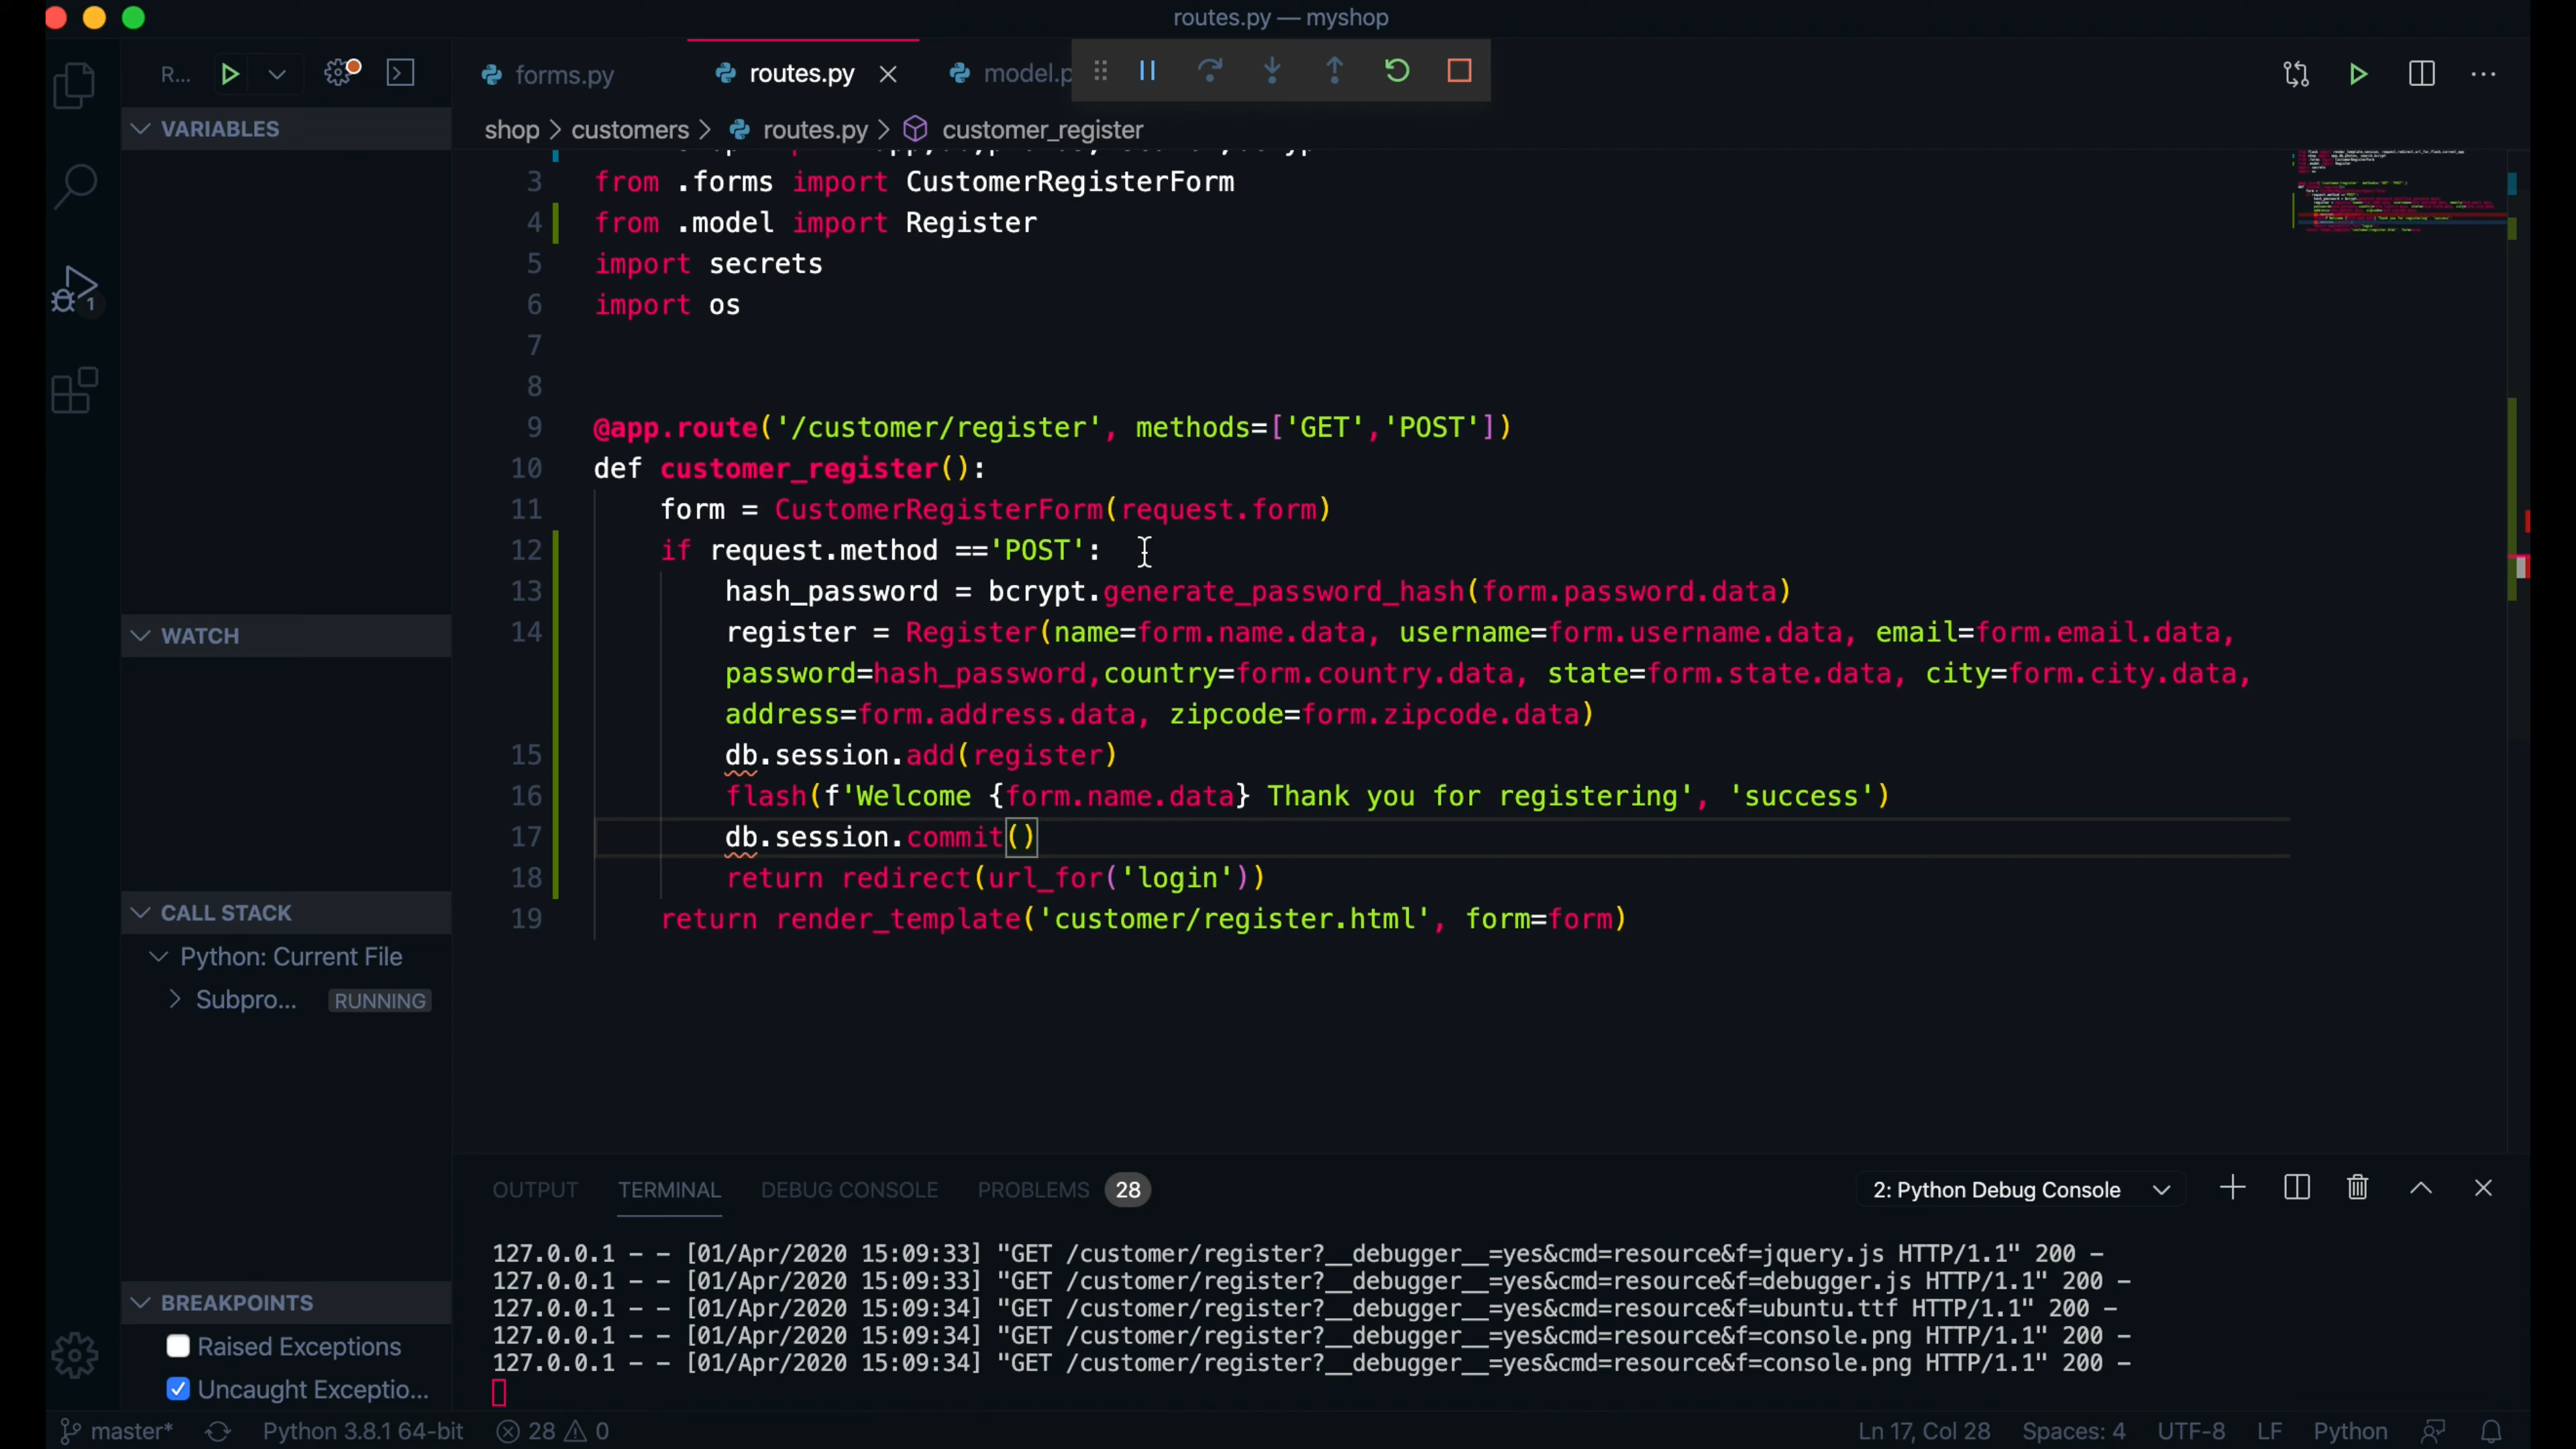 routes.py — myshop
R...
forms.py
routes.py
model.p
VARIABLES
shop > customers > routes.py > customer_register
3 from .forms import CustomerRegisterForm
4 from .model import Register
5 import secrets
6 import os
7
8
9 @app.route('/customer/register', methods=['GET','POST'])
10 def customer_register():
11 form = CustomerRegisterForm(request.form)
12 if request.method =='POST':
13 hash_password = bcrypt.generate_password_hash(form.password.data)
14 register = Register(name=form.name.data, username=form.username.data, email=form.email.data,
password=hash_password,country=form.country.data, state=form.state.data, city=form.city.data,
address=form.address.data, zipcode=form.zipcode.data)
15 db.session.add(register)
16 flash(f'Welcome {form.name.data} Thank you for registering', 'success')
17 db.session.commit()
18 return redirect(url_for('login'))
19 return render_template('customer/register.html', form=form)
1
WATCH
CALL STACK
Python: Current File
Subpro... RUNNING
BREAKPOINTS
Raised Exceptions
Uncaught Exceptio...
OUTPUT TERMINAL DEBUG CONSOLE PROBLEMS 28
2: Python Debug Console
127.0.0.1 - - [01/Apr/2020 15:09:33] "GET /customer/register?__debugger__=yes&cmd=resource&f=jquery.js HTTP/1.1" 200 -
127.0.0.1 - - [01/Apr/2020 15:09:33] "GET /customer/register?__debugger__=yes&cmd=resource&f=debugger.js HTTP/1.1" 200 -
127.0.0.1 - - [01/Apr/2020 15:09:34] "GET /customer/register?__debugger__=yes&cmd=resource&f=ubuntu.ttf HTTP/1.1" 200 -
127.0.0.1 - - [01/Apr/2020 15:09:34] "GET /customer/register?__debugger__=yes&cmd=resource&f=console.png HTTP/1.1" 200 -
127.0.0.1 - - [01/Apr/2020 15:09:34] "GET /customer/register?__debugger__=yes&cmd=resource&f=console.png HTTP/1.1" 200 -
master* Python 3.8.1 64-bit 28 0 Ln 17, Col 28 Spaces: 4 UTF-8 LF Python